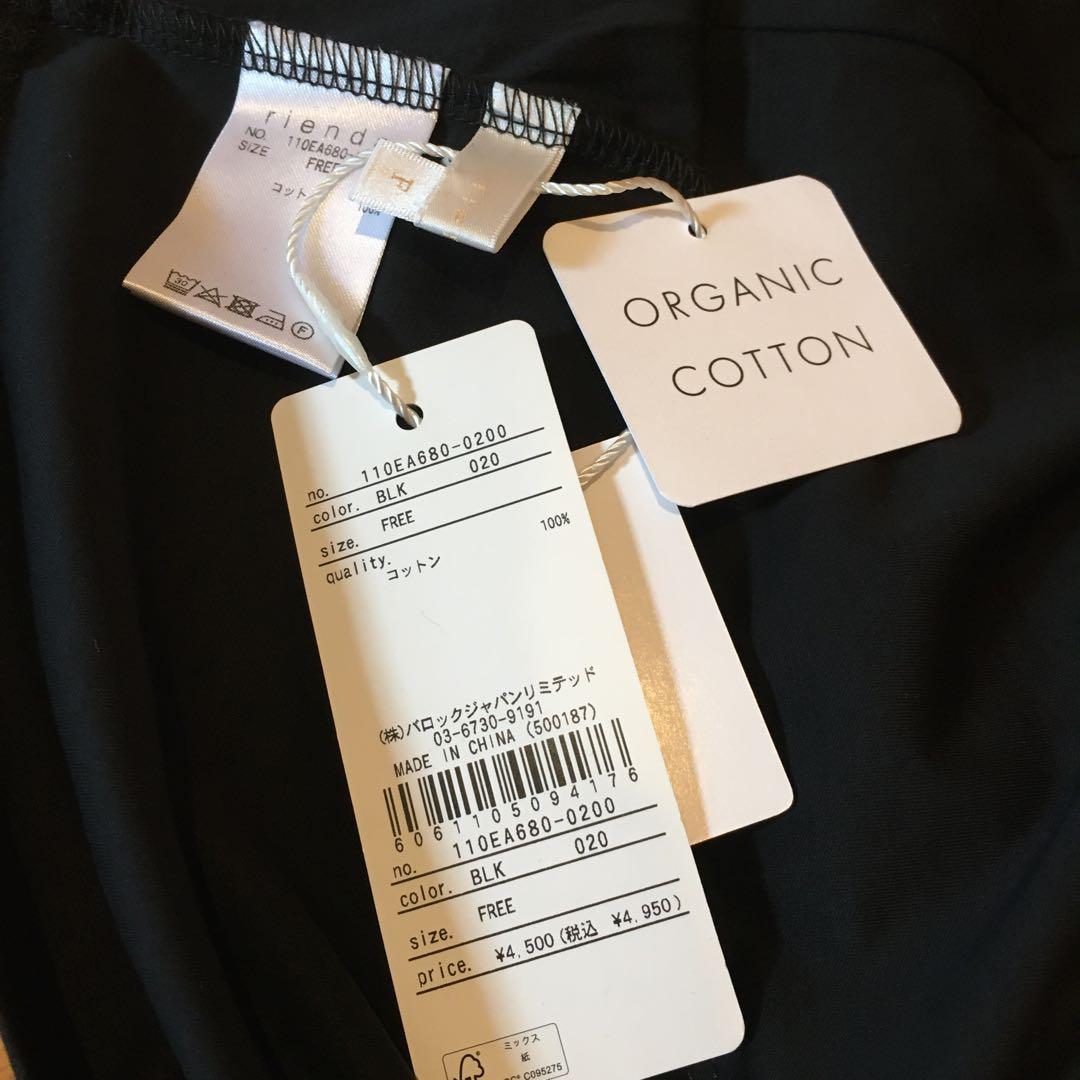 riend
NO. 110EA680-
SIZE FREE
コット
100%
30
F
ORGANIC
COTTON
no. 110EA680-0200
color. BLK 020
size. FREE
quality.
コットン 100%
(株)バロックジャパンリミテッド
03-6730-9191
MADE IN CHINA (500187)
6061105094176
no. 110EA680-0200
color. BLK 020
size. FREE
price. ¥4,500(税込 ¥4,950)
ミックス
紙
C095275